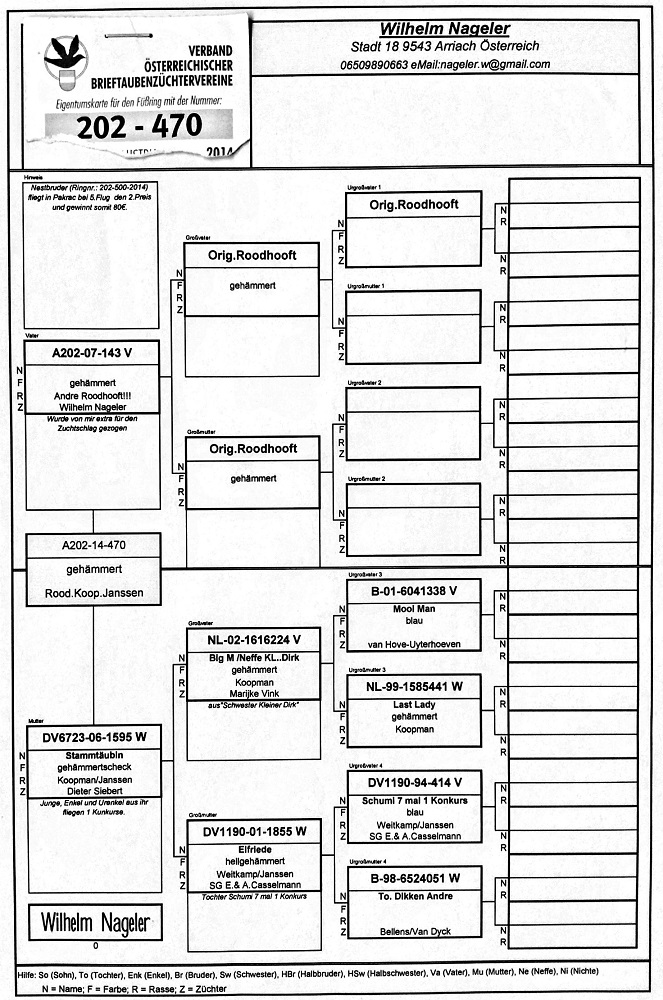 VERBAND
ÖSTERREICHISCHER
BRIEFTAUBENZÜCHTERVEREINE
Eigentumskarte für den Fußring mit der Nummer:
202 - 470
2014
Wilhelm Nageler
Stadt 18 9543 Arriach Österreich
06509890663 eMail:nageler.w@gmail.com
Hinweis
Nestbruder (Ringnr.: 202-500-2014)
fliegt in Pakrac bei 5.Flug den 2.Preis
und gewinnt somit 80€.
Vater
N
F
R
Z
A202-07-143 V
gehämmert
Andre Roodhooft!!!
Wilhelm Nageler
Wurde von mir extra für den
Zuchtschlag gezogen
A202-14-470
gehämmert
Rood.Koop.Janssen
Mutter
N
F
R
Z
DV6723-06-1595 W
Stammtäubin
gehämmertscheck
Koopman/Janssen
Dieter Siebert
Junge, Enkel und Urenkel aus ihr
fliegen 1 Konkurse.
Wilhelm Nageler
0
Großvater
N
F
R
Z
Orig.Roodhooft
gehämmert
Großmutter
N
F
R
Z
Orig.Roodhooft
gehämmert
Großvater
N
F
R
Z
NL-02-1616224 V
Big M /Neffe KL..Dirk
gehämmert
Koopman
Marijke Vink
aus"Schwester Kleiner Dirk"
Großmutter
N
F
R
Z
DV1190-01-1855 W
Elfriede
hellgehämmert
Weitkamp/Janssen
SG E.& A.Casselmann
Tochter Schumi 7 mal 1 Konkurs
Urgroßvater 1
N
F
R
Z
Orig.Roodhooft
Urgroßmutter 1
N
F
R
Z
Urgroßvater 2
N
F
R
Z
Urgroßmutter 2
N
F
R
Z
Urgroßvater 3
N
F
R
Z
B-01-6041338 V
Mool Man
blau
van Hove-Uyterhoeven
Urgroßmutter 3
N
F
R
Z
NL-99-1585441 W
Last Lady
gehämmert
Koopman
Urgroßvater 4
N
F
R
Z
DV1190-94-414 V
Schumi 7 mal 1 Konkurs
blau
Weitkamp/Janssen
SG E.& A.Casselmann
Urgroßmutter 4
N
F
R
Z
B-98-6524051 W
To. Dikken Andre
Bellens/Van Dyck
N
R
N
R
N
R
N
R
N
R
N
R
N
R
N
R
N
R
N
R
N
R
N
R
N
R
N
R
N
R
N
R
Hilfe: So (Sohn), To (Tochter), Enk (Enkel), Br (Bruder), Sw (Schwester), HBr (Halbbruder), HSw (Halbschwester), Va (Vater), Mu (Mutter), Ne (Neffe), Ni (Nichte)
N = Name; F = Farbe; R = Rasse; Z = Züchter